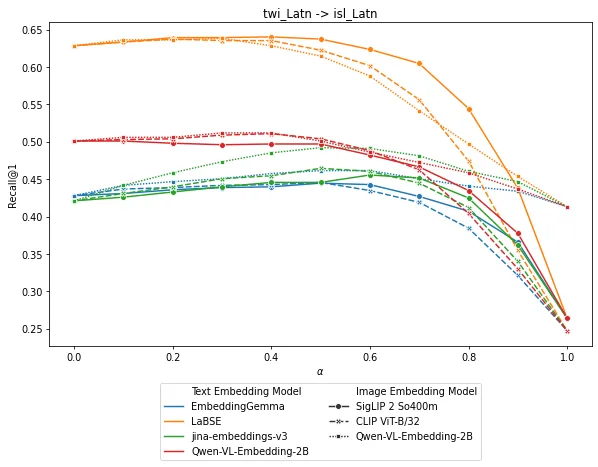 twi_Latn -> isl_Latn
Recall@1
0.65
0.60
0.55
0.50
0.45
0.40
0.35
0.30
0.25
0.0 0.2 0.4 0.6 0.8 1.0
α
Text Embedding Model Image Embedding Model
EmbeddingGemma SigLIP 2 So400m
LaBSE CLIP ViT-B/32
jina-embeddings-v3 Qwen-VL-Embedding-2B
Qwen-VL-Embedding-2B